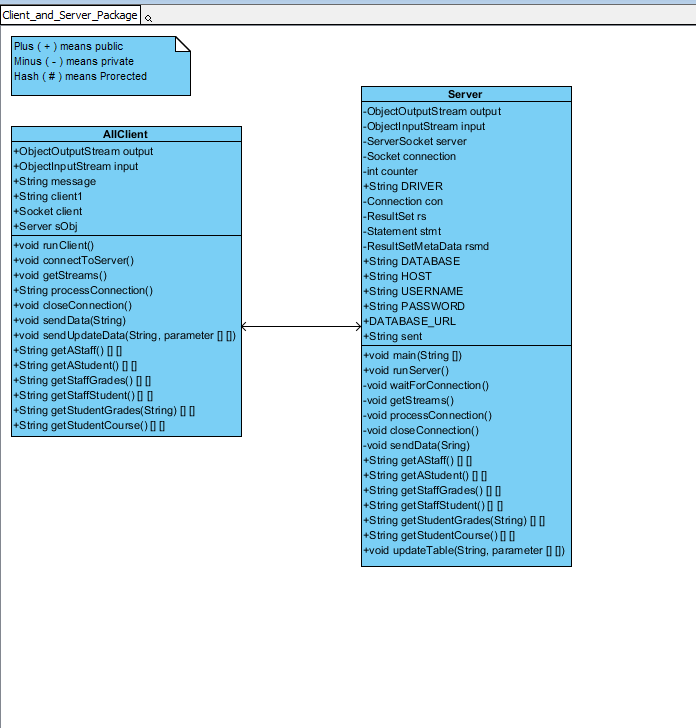 Client_and_Server_Package
Plus ( + ) means public
Minus ( - ) means private
Hash ( # ) means Prorected
AllClient
+ObjectOutputStream output
+ObjectInputStream input
+String message
+String client1
+Socket client
+Server sObj
+void runClient()
+void connectToServer()
+void getStreams()
+String processConnection()
+void closeConnection()
+void sendData(String)
+void sendUpdateData(String, parameter [] [])
+String getAStaff() [] []
+String getAStudent() [] []
+String getStaffGrades() [] []
+String getStaffStudent() [] []
+String getStudentGrades(String) [] []
+String getStudentCourse() [] []
Server
-ObjectOutputStream output
-ObjectInputStream input
-ServerSocket server
-Socket connection
-int counter
+String DRIVER
-Connection con
-ResultSet rs
-Statement stmt
-ResultSetMetaData rsmd
+String DATABASE
+String HOST
+String USERNAME
+String PASSWORD
+DATABASE_URL
+String sent
+void main(String [])
+void runServer()
-void waitForConnection()
-void getStreams()
-void processConnection()
-void closeConnection()
-void sendData(Sring)
+String getAStaff() [] []
+String getAStudent() [] []
+String getStaffGrades() [] []
+String getStaffStudent() [] []
+String getStudentGrades(String) [] []
+String getStudentCourse() [] []
+void updateTable(String, parameter [] [])